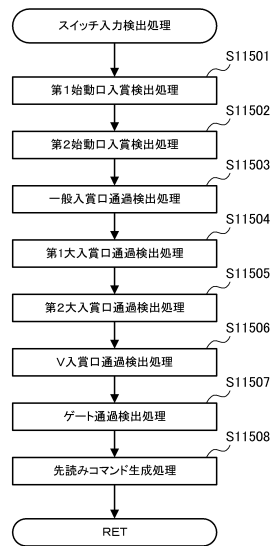 スイッチ入力検出処理
S11501
第1始動口入賞検出処理
S11502
第2始動口入賞検出処理
S11503
一般入賞口通過検出処理
S11504
第1大入賞口通過検出処理
S11505
第2大入賞口通過検出処理
S11506
V入賞口通過検出処理
S11507
ゲート通過検出処理
S11508
先読みコマンド生成処理
RET